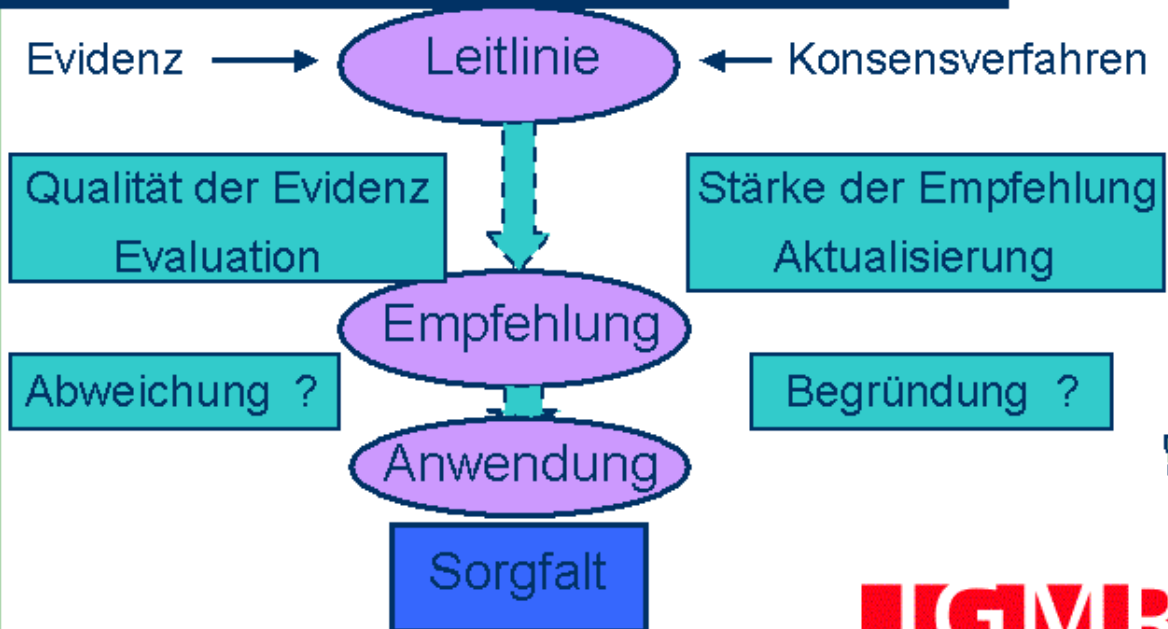 Evidenz
Leitlinie
Konsensverfahren
Qualität der Evidenz
Evaluation
Stärke der Empfehlung
Aktualisierung
Empfehlung
Abweichung ?
Begründung ?
Anwendung
Sorgfalt